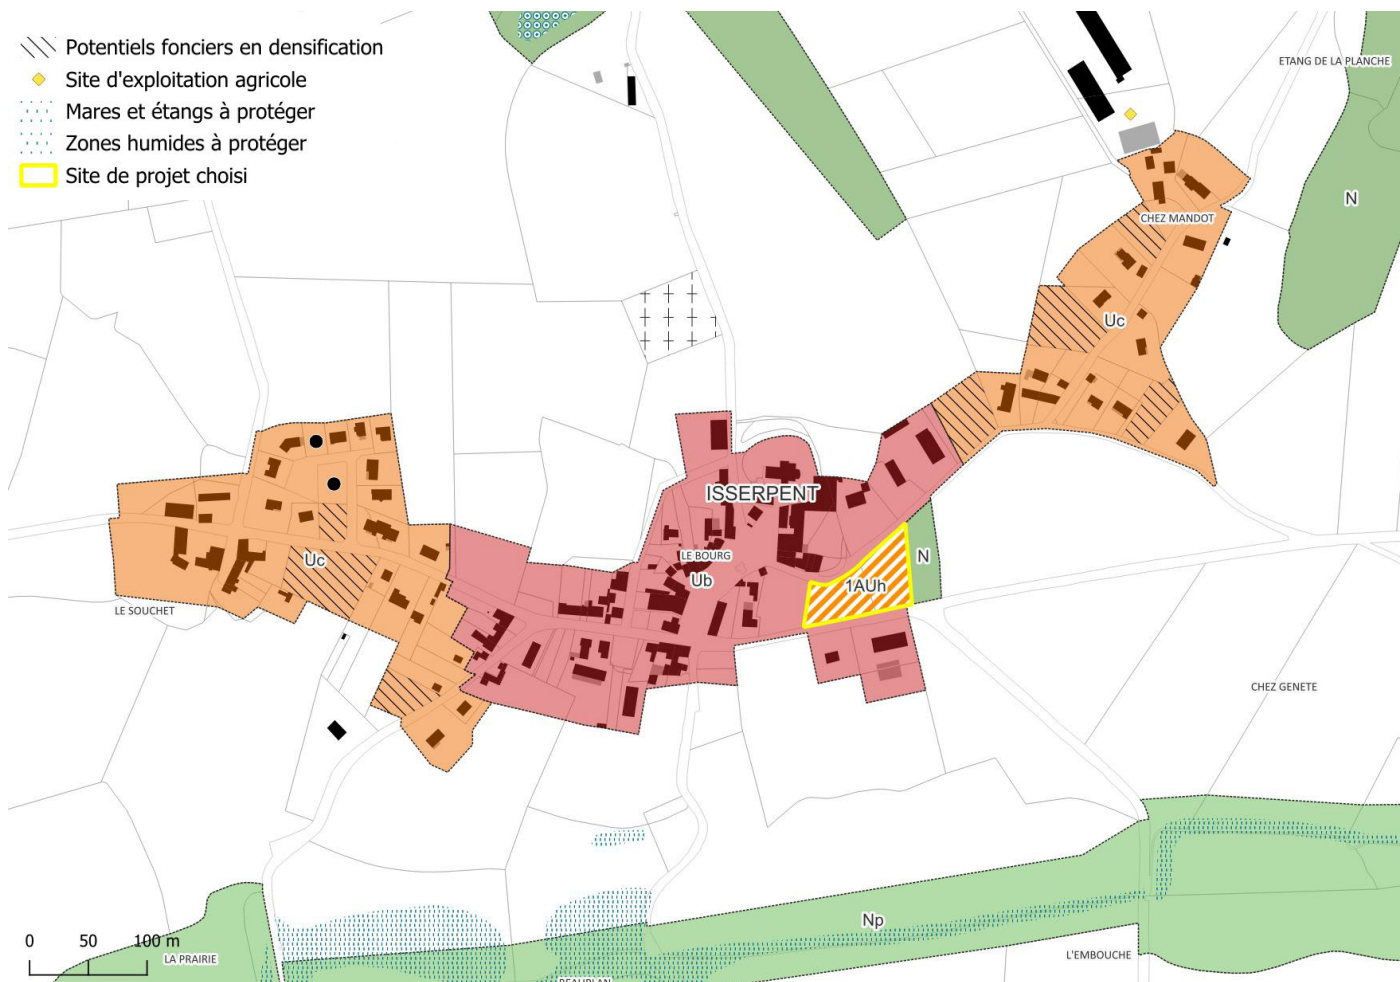 Potentiels fonciers en densification
Site d'exploitation agricole
Mares et étangs à protéger
Zones humides à protéger
Site de projet choisi
ETANG DE LA PLANCHE
N
CHEZ MANDOT
Uc
ISSERPENT
LE BOURG
Ub
N
1AUh
Uc
LE SOUCHET
CHEZ GENETE
Np
0 50 100 m
LA PRAIRIE
L'EMBOUCHE
BEAUPLAN